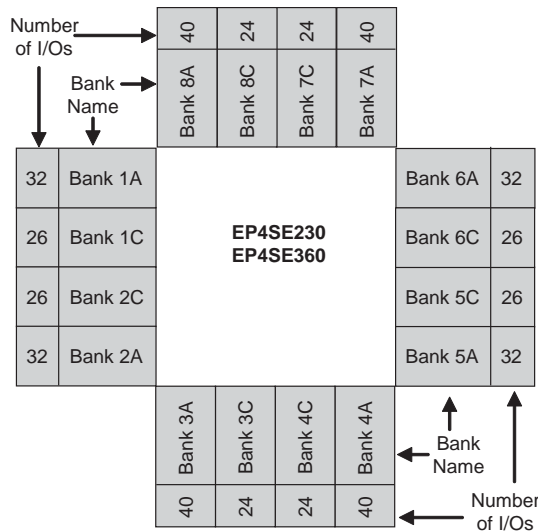 Number
of I/Os
40 24 24 40
Bank
Name
Bank 8A Bank 8C Bank 7C Bank 7A
32 Bank 1A
26 Bank 1C
26 Bank 2C
32 Bank 2A
EP4SE230
EP4SE360
Bank 6A 32
Bank 6C 26
Bank 5C 26
Bank 5A 32
Bank 3A Bank 3C Bank 4C Bank 4A
40 24 24 40
Bank
Name
Number
of I/Os